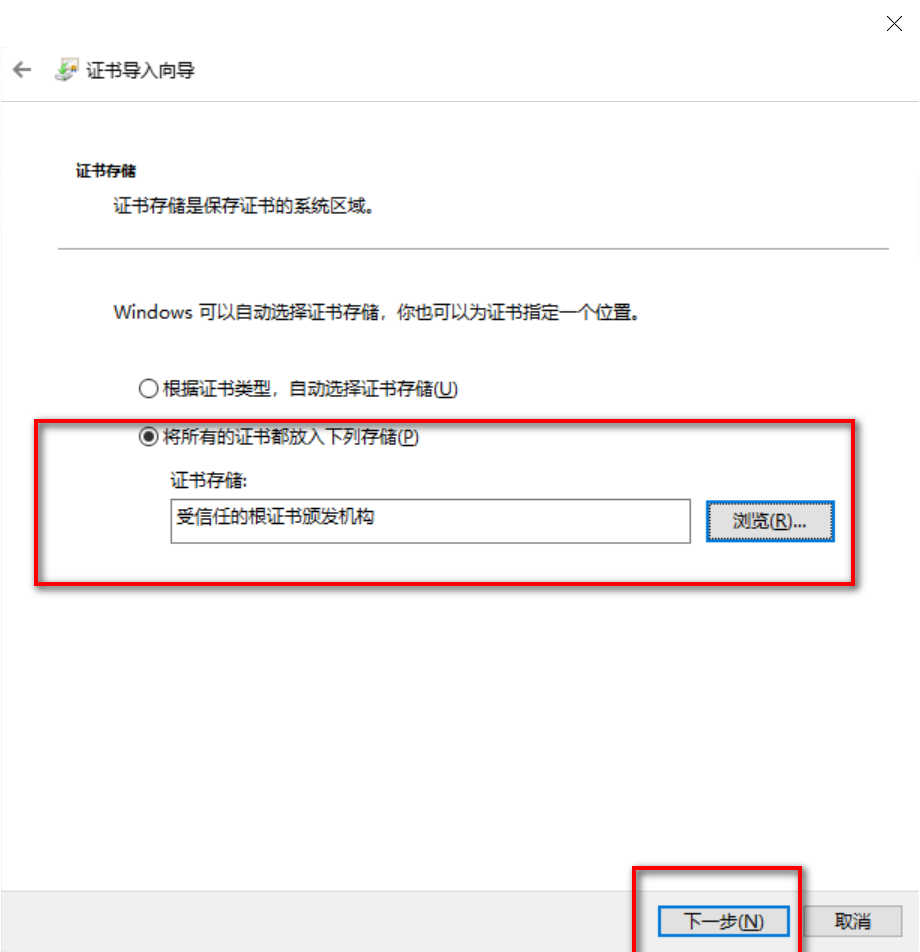 证书导入向导
证书存储
证书存储是保存证书的系统区域。
Windows 可以自动选择证书存储，你也可以为证书指定一个位置。
根据证书类型，自动选择证书存储(U)
将所有的证书都放入下列存储(P)
证书存储:
受信任的根证书颁发机构
浏览(R)...
下一步(N)
取消